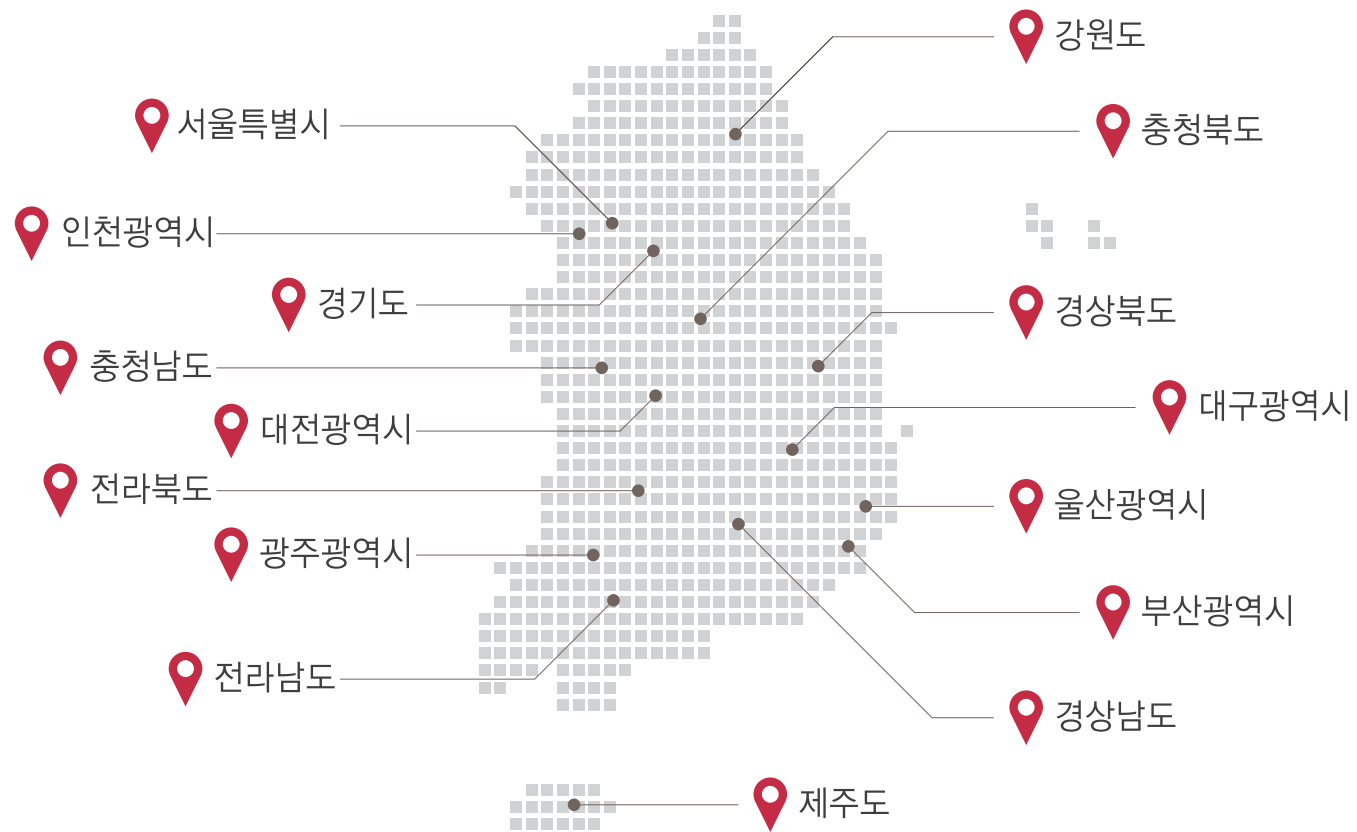 강원도
서울특별시
충청북도
인천광역시
경기도
경상북도
충청남도
대구광역시
대전광역시
전라북도
울산광역시
광주광역시
부산광역시
전라남도
경상남도
제주도